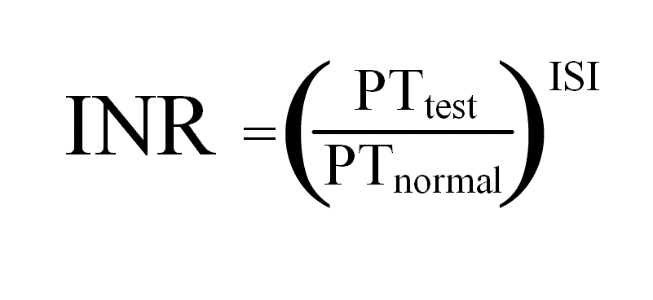 INR = (PTtest / PTnormal)ISI